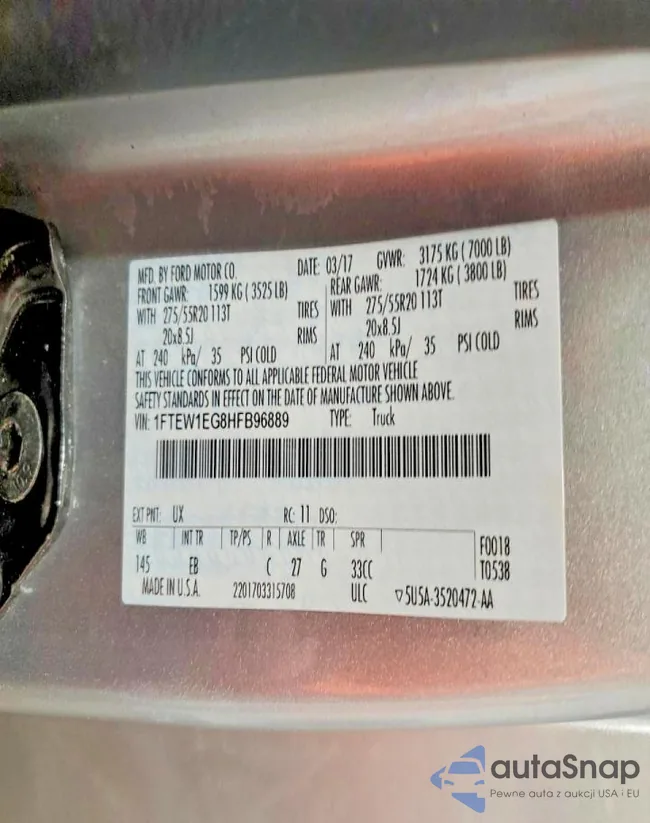 MFD. BY FORD MOTOR CO. DATE: 03/17 GVWR: 3175 KG ( 7000 LB)
FRONT GAWR: 1599 KG ( 3525 LB) REAR GAWR: 1724 KG ( 3800 LB)
WITH 275/55R20 113T TIRES WITH 275/55R20 113T TIRES
20x8.5J RIMS 20x8.5J RIMS
AT 240 kPa/ 35 PSI COLD AT 240 kPa/ 35 PSI COLD
THIS VEHICLE CONFORMS TO ALL APPLICABLE FEDERAL MOTOR VEHICLE
SAFETY STANDARDS IN EFFECT ON THE DATE OF MANUFACTURE SHOWN ABOVE.
VIN: 1FTEW1EG8HFB96889 TYPE: Truck
EXT PNT: UX RC: 11 DSO:
WB INT TR TP/PS R AXLE TR SPR F0018
145 EB C 27 G 33CC T0538
MADE IN U.S.A. 2201703315708 ULC ▽5U5A-3520472-AA
autaSnap
Pewne auta z aukcji USA i EU